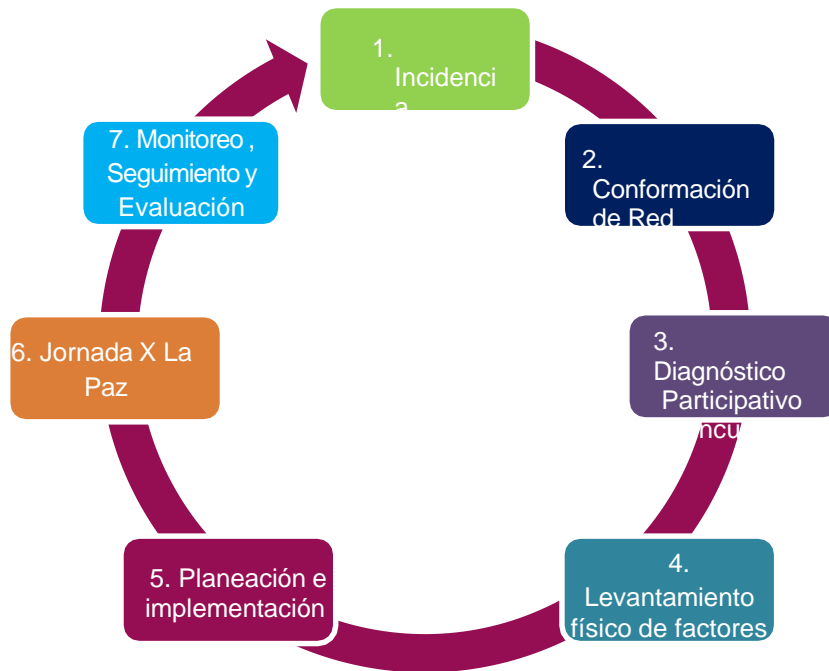 1.
Incidenci
a
2.
Conformación
de Red
3.
Diagnóstico
Participativo
4.
Levantamiento
físico de factores
5. Planeación e
implementación
6. Jornada X La
Paz
7. Monitoreo ,
Seguimiento y
Evaluación